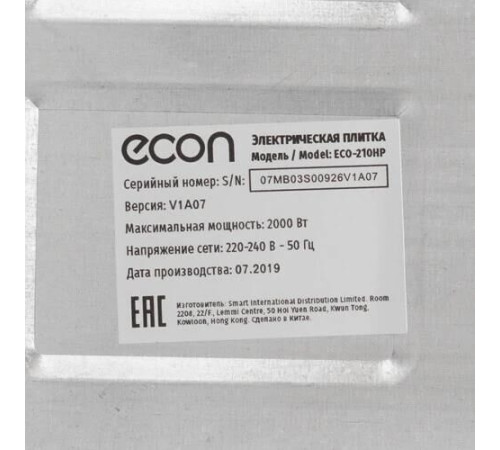 econ
ЭЛЕКТРИЧЕСКАЯ ПЛИТКА
Модель / Model: ECO-210HP
Серийный номер: S/N: 07MB03S00926V1A07
Версия: V1A07
Максимальная мощность: 2000 Вт
Напряжение сети: 220-240 В - 50 Гц
Дата производства: 07.2019
EAC
Изготовитель: Smart International Distribution Limited. Room
2208, 22/F., Lemmi Centre, 50 Hoi Yuen Road, Kwun Tong,
Kowloon, Hong Kong. Сделано в Китае.